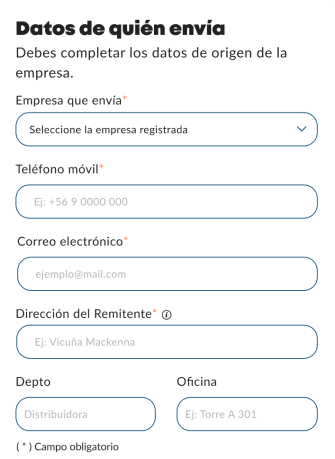 Datos de quién envía
Debes completar los datos de origen de la
empresa.
Empresa que envía*
Seleccione la empresa registrada
Teléfono móvil*
Ej: +56 9 0000 000
Correo electrónico*
ejemplo@mail.com
Dirección del Remitente* i
Ej: Vicuña Mackenna
Depto Oficina
Distribuidora Ej: Torre A 301
( * ) Campo obligatorio